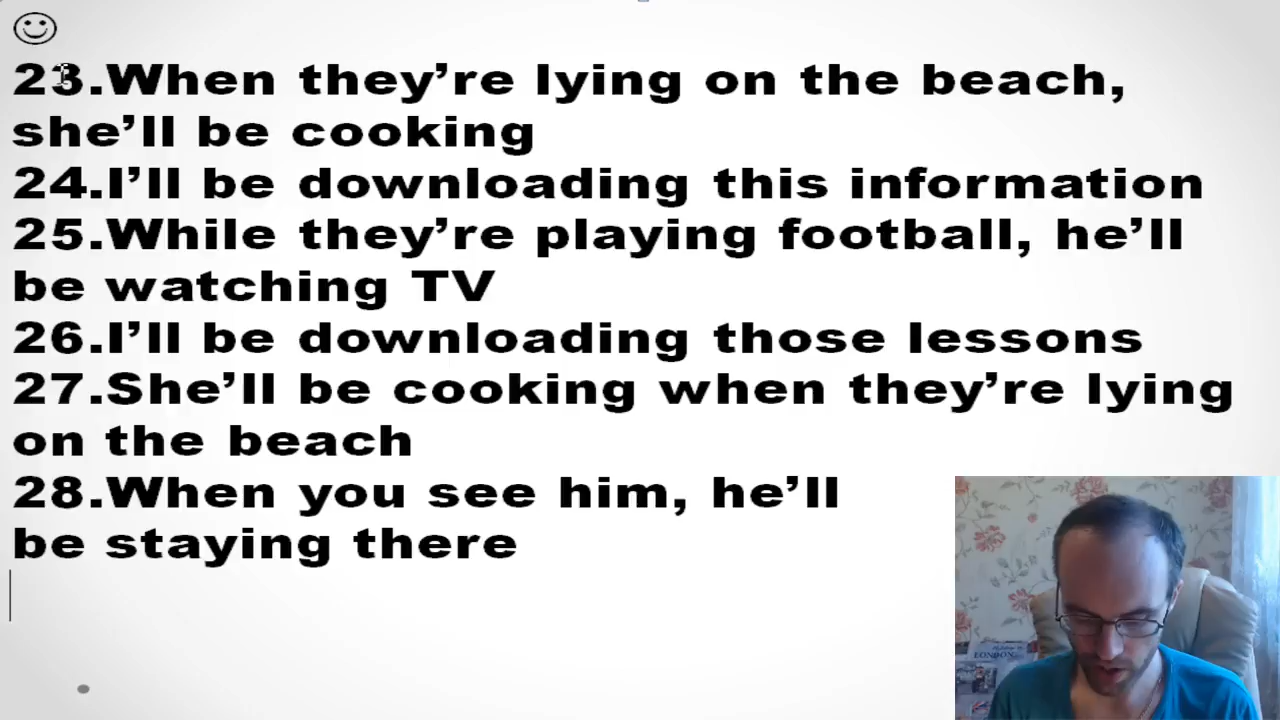 23.When they’re lying on the beach,
she’ll be cooking
24.I’ll be downloading this information
25.While they’re playing football, he’ll
be watching TV
26.I’ll be downloading those lessons
27.She’ll be cooking when they’re lying
on the beach
28.When you see him, he’ll
be staying there
LONDON